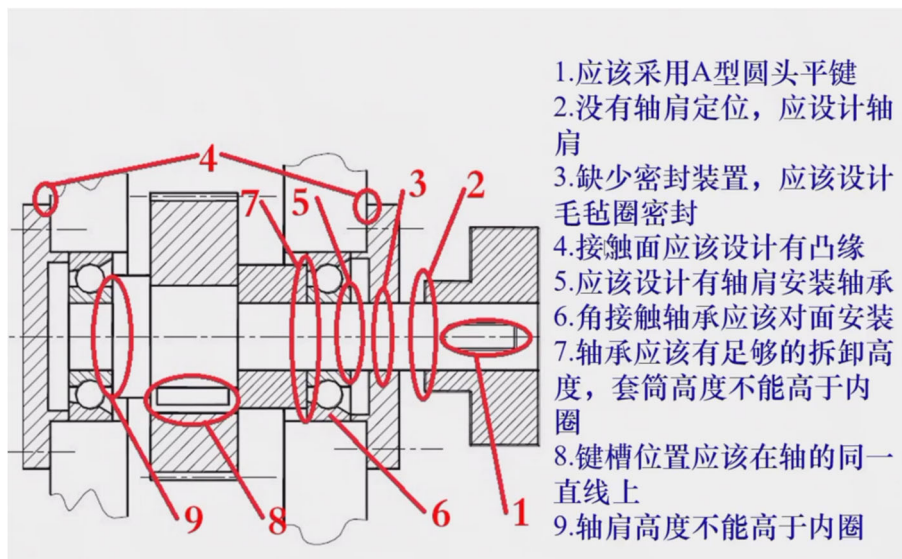 1.应该采用A型圆头平键
2.没有轴肩定位，应设计轴
肩
3.缺少密封装置，应该设计
毛毡圈密封
4.接触面应该设计有凸缘
5.应该设计有轴肩安装轴承
6.角接触轴承应该对面安装
7.轴承应该有足够的拆卸高
度，套筒高度不能高于内
圈
8.键槽位置应该在轴的同一
直线上
9.轴肩高度不能高于内圈
4
7
5
3
2
9
8
6
1